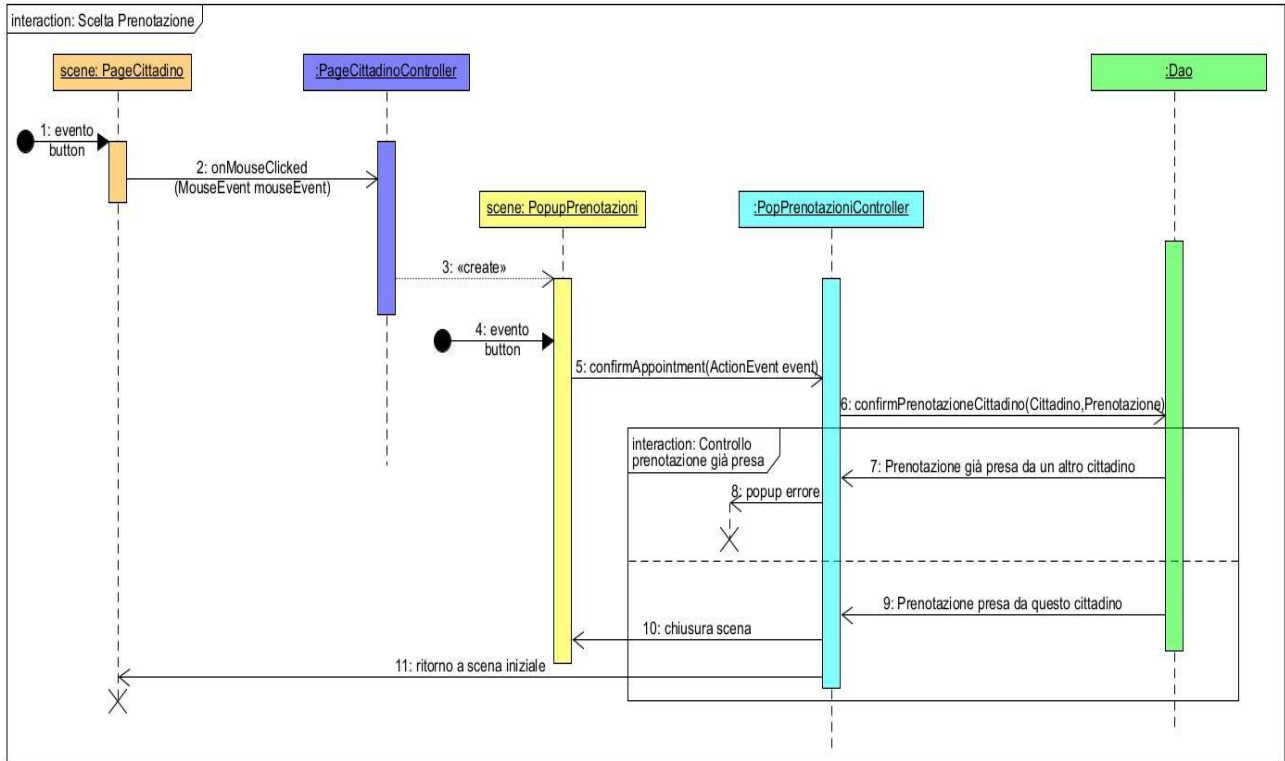 interaction: Scelta Prenotazione
scene: PageCittadino
:PageCittadinoController
:Dao
1: evento
button
2: onMouseClicked
(MouseEvent mouseEvent)
scene: PopupPrenotazioni
:PopPrenotazioniController
3: «create»
4: evento
button
5: confirmAppointment(ActionEvent event)
6: confirmPrenotazioneCittadino(Cittadino,Prenotazione)
interaction: Controllo
prenotazione già presa
7: Prenotazione già presa da un altro cittadino
8: popup errore
9: Prenotazione presa da questo cittadino
10: chiusura scena
11: ritorno a scena iniziale